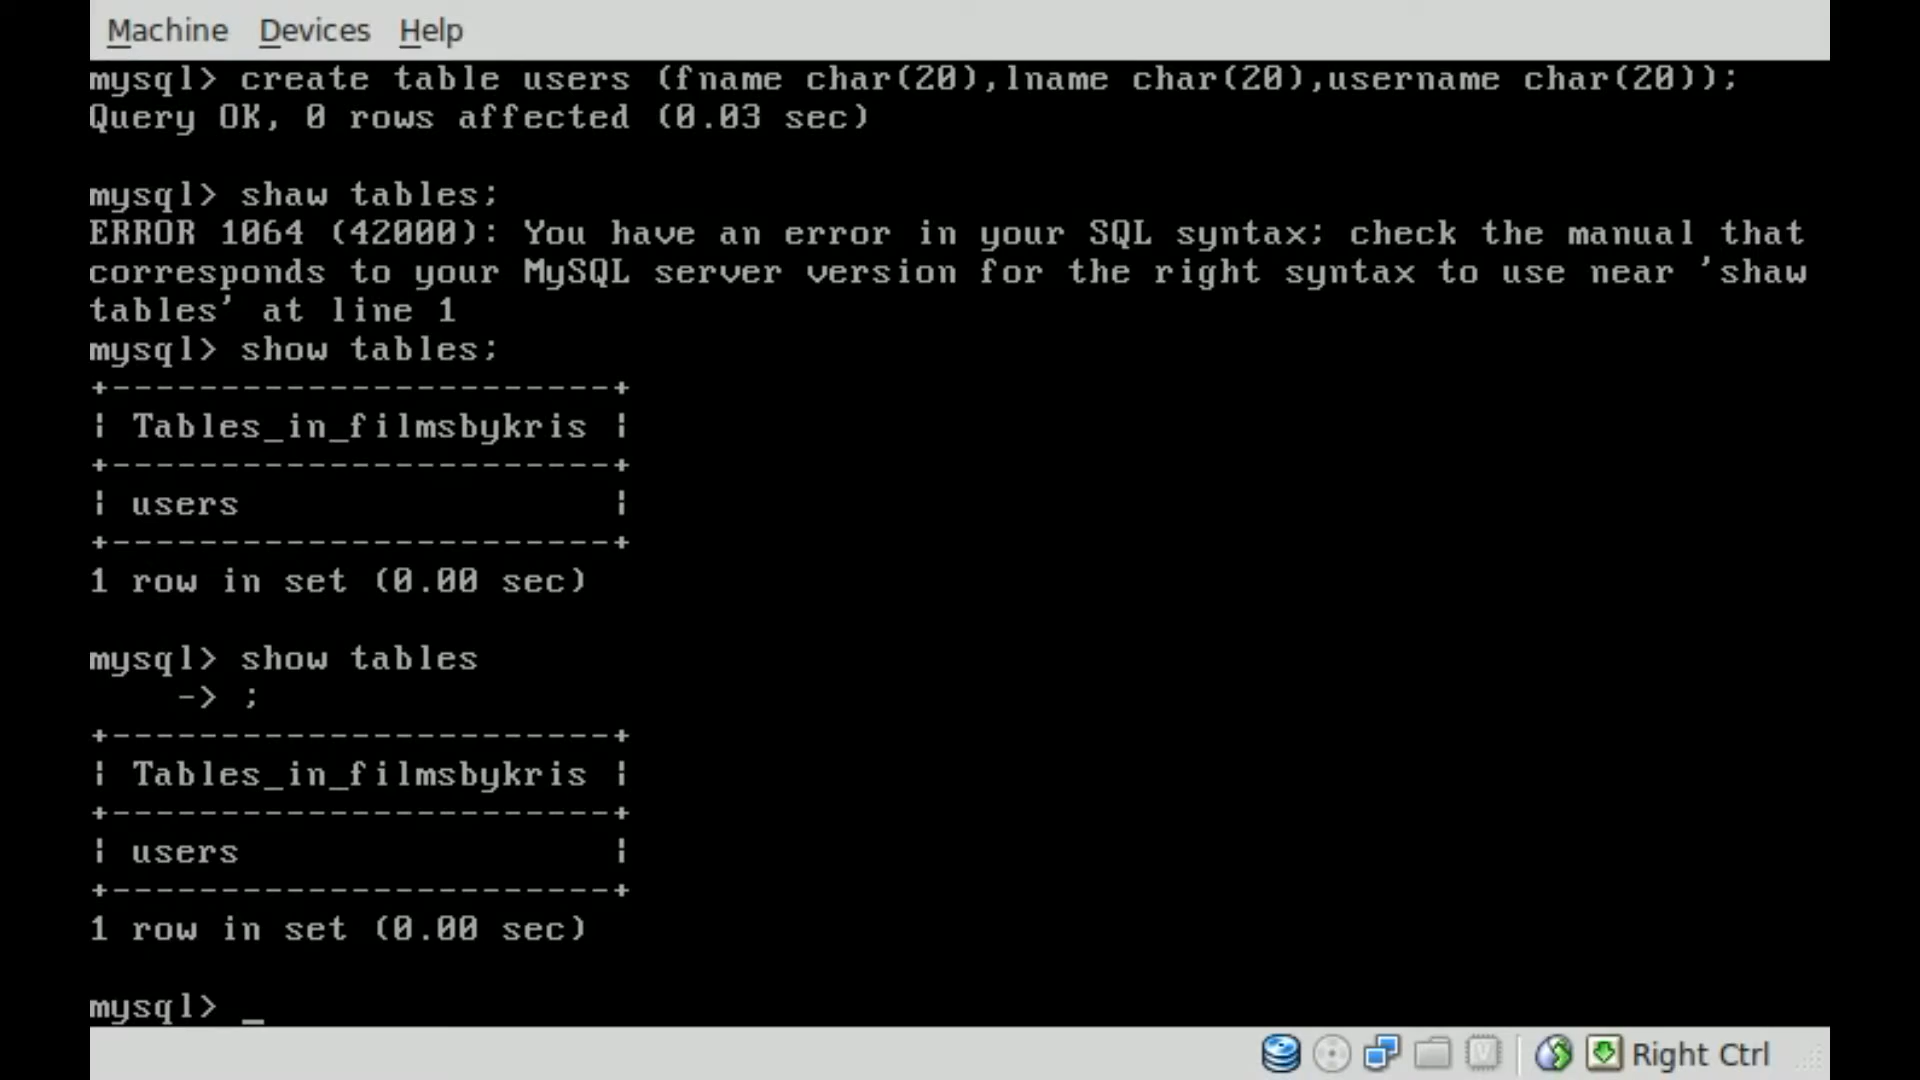 Machine Devices Help
mysql> create table users (fname char(20),lname char(20),username char(20));
Query OK, 0 rows affected (0.03 sec)
mysql> shaw tables;
ERROR 1064 (42000): You have an error in your SQL syntax; check the manual that
corresponds to your MySQL server version for the right syntax to use near 'shaw
tables' at line 1
mysql> show tables;
+-----------------------+
| Tables_in_filmsbykris |
+-----------------------+
| users                 |
+-----------------------+
1 row in set (0.00 sec)
mysql> show tables
    -> ;
+-----------------------+
| Tables_in_filmsbykris |
+-----------------------+
| users                 |
+-----------------------+
1 row in set (0.00 sec)
mysql> _
Right Ctrl